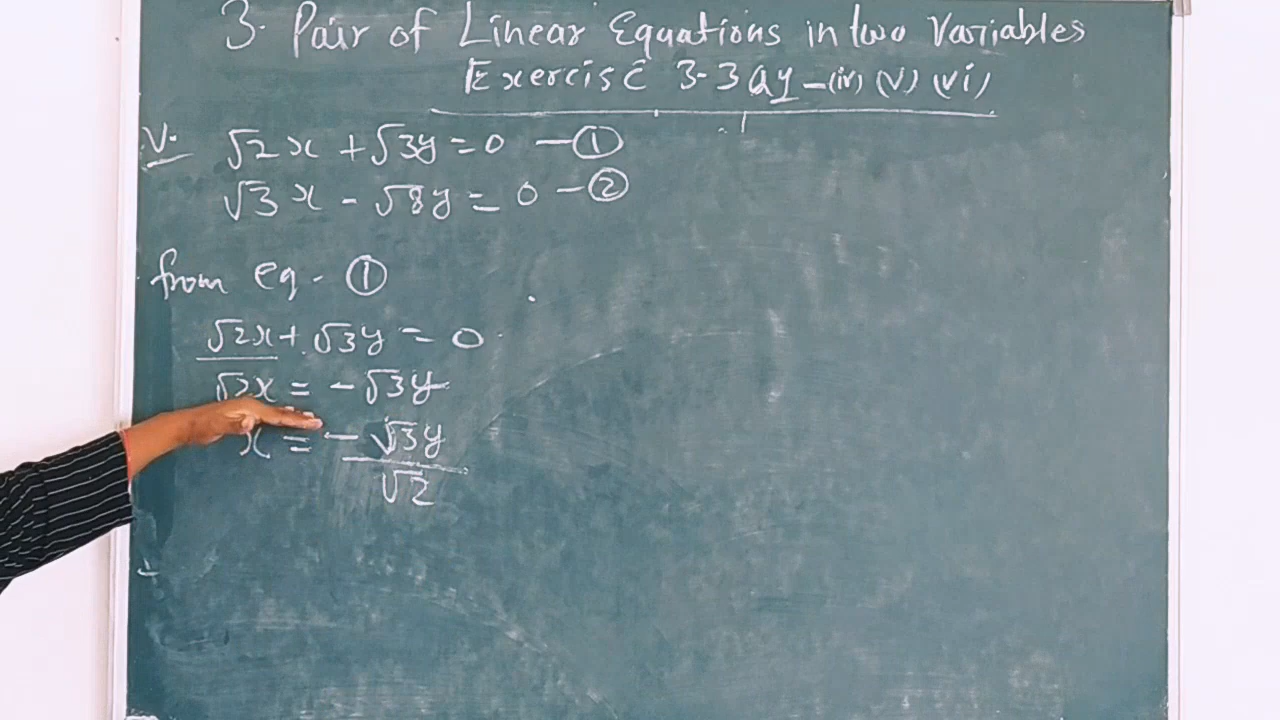 3. Pair of Linear Equations in two Variables
Exercise 3.3 Qy -(iv) (v) (vi)
V. √2x + √3y = 0 - ①
√3x - √8y = 0 - ②
from eq - ①
√2x + √3y = 0
√2x = -√3y
x = - √3y
√2